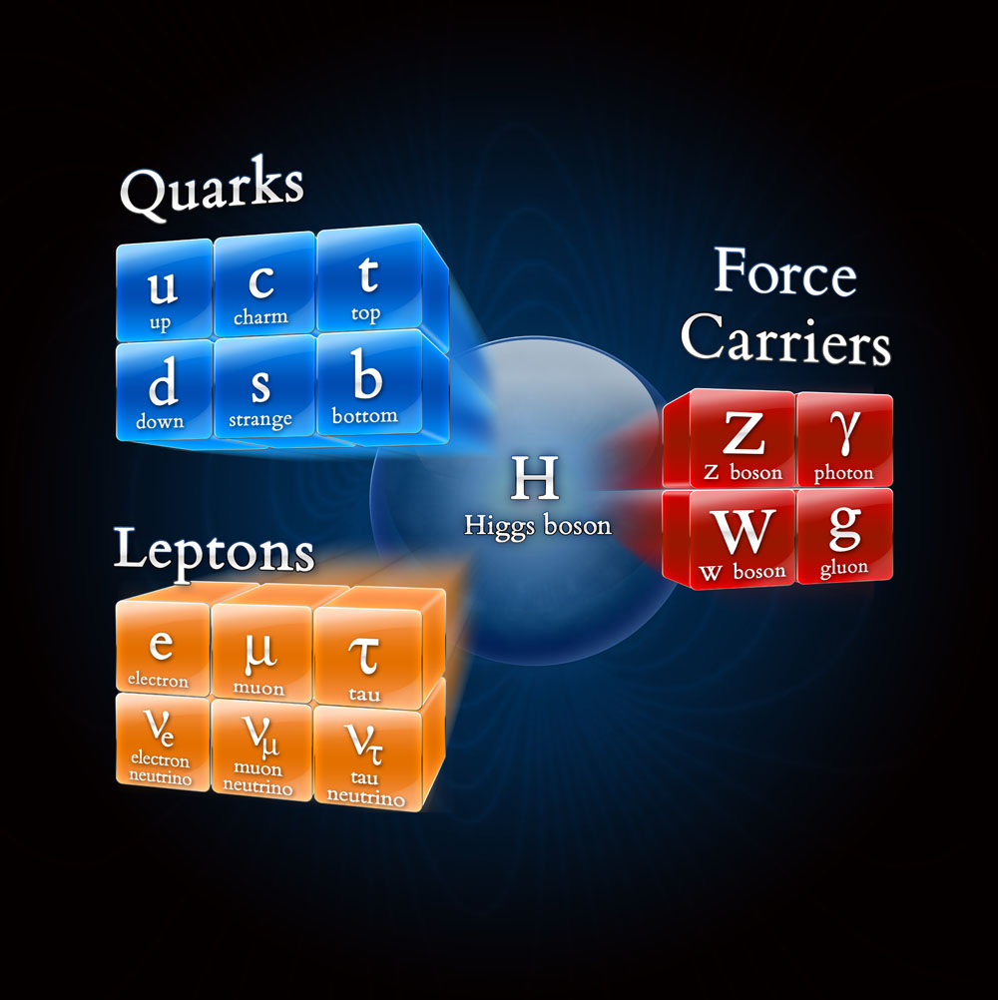 Quarks
u
up
c
charm
t
top
d
down
s
strange
b
bottom
Force
Carriers
Z
Z boson
γ
photon
W
W boson
g
gluon
H
Higgs boson
Leptons
e
electron
μ
muon
τ
tau
νe
electron
neutrino
νμ
muon
neutrino
ντ
tau
neutrino